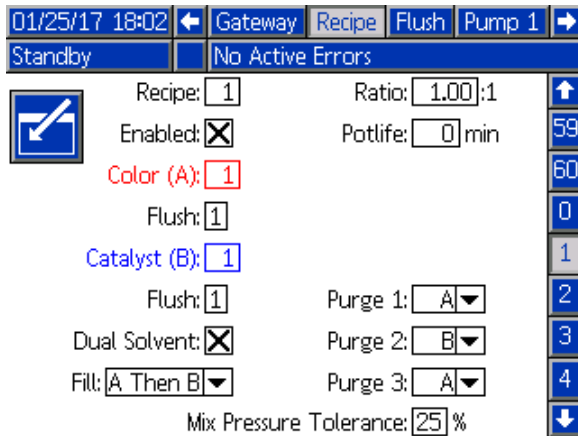 01/25/17 18:02 Gateway Recipe Flush Pump 1
Standby No Active Errors
Recipe: 1 Ratio: 1.00:1
Enabled: Potlife: 0 min 59
Color (A): 1 60
Flush: 1 0
Catalyst (B): 1 1
Flush: 1 Purge 1: A 2
Dual Solvent: Purge 2: B 3
Fill: A Then B Purge 3: A 4
Mix Pressure Tolerance: 25 %